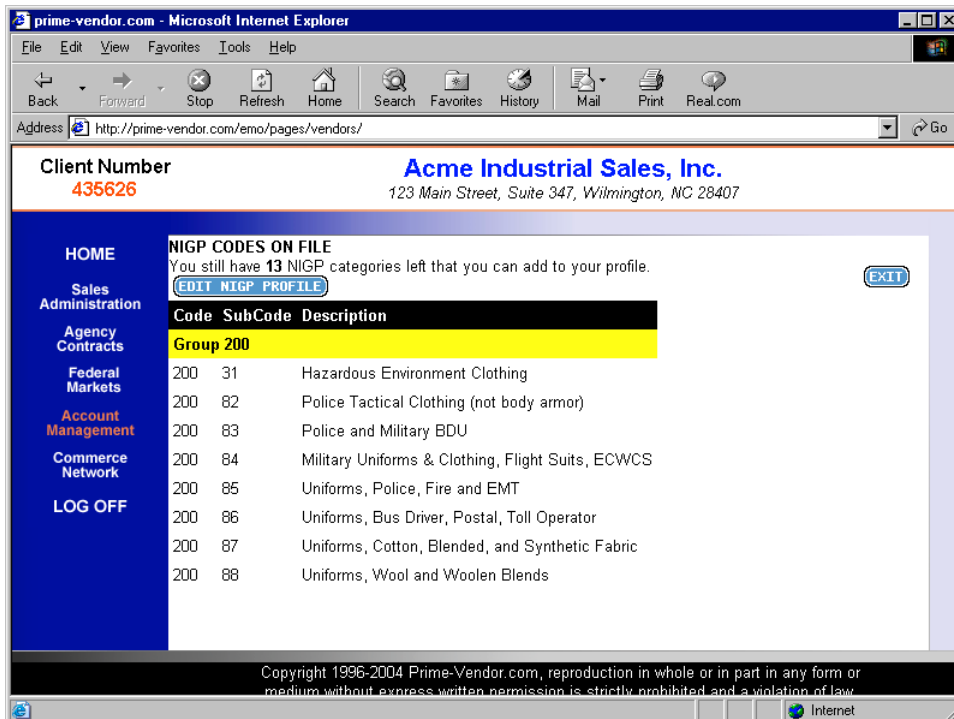 prime-vendor.com - Microsoft Internet Explorer
File Edit View Favorites Tools Help
Back Forward Stop Refresh Home Search Favorites History Mail Print Real.com
Address http://prime-vendor.com/emo/pages/vendors/ Go
Client Number
435626
Acme Industrial Sales, Inc.
123 Main Street, Suite 347, Wilmington, NC 28407
HOME
Sales
Administration
Agency
Contracts
Federal
Markets
Account
Management
Commerce
Network
LOG OFF
NIGP CODES ON FILE
You still have 13 NIGP categories left that you can add to your profile.
EDIT NIGP PROFILE
EXIT
Code SubCode Description
Group 200
200 31 Hazardous Environment Clothing
200 82 Police Tactical Clothing (not body armor)
200 83 Police and Military BDU
200 84 Military Uniforms & Clothing, Flight Suits, ECWCS
200 85 Uniforms, Police, Fire and EMT
200 86 Uniforms, Bus Driver, Postal, Toll Operator
200 87 Uniforms, Cotton, Blended, and Synthetic Fabric
200 88 Uniforms, Wool and Woolen Blends
Copyright 1996-2004 Prime-Vendor.com, reproduction in whole or in part in any form or
medium without express written permission is strictly prohibited and a violation of law
Internet